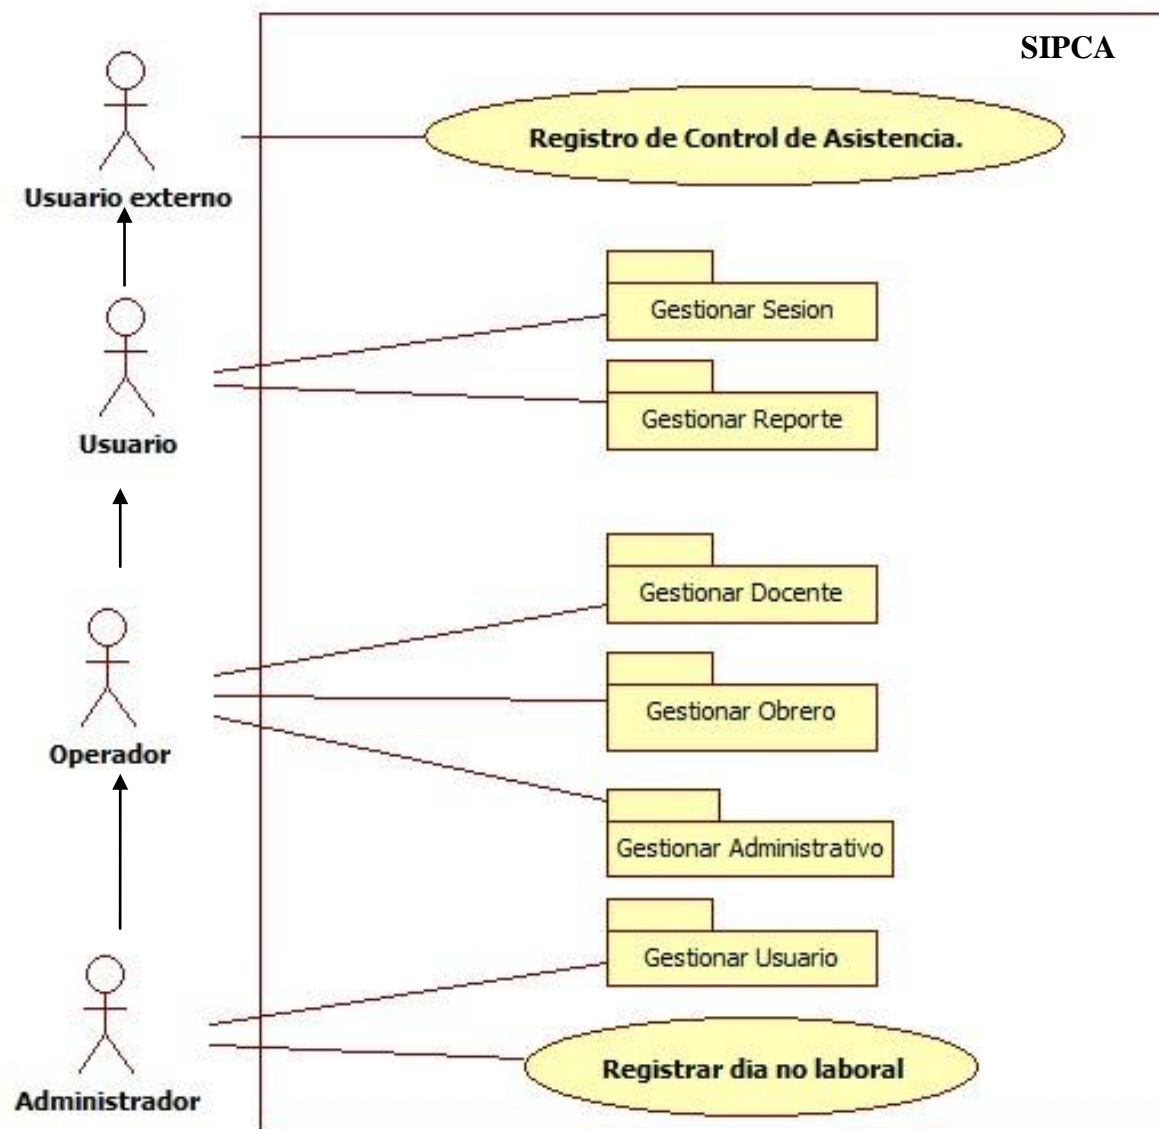 SIPCA
Registro de Control de Asistencia.
Usuario externo
Gestionar Sesion
Gestionar Reporte
Usuario
Gestionar Docente
Gestionar Obrero
Operador
Gestionar Administrativo
Gestionar Usuario
Registrar dia no laboral
Administrador